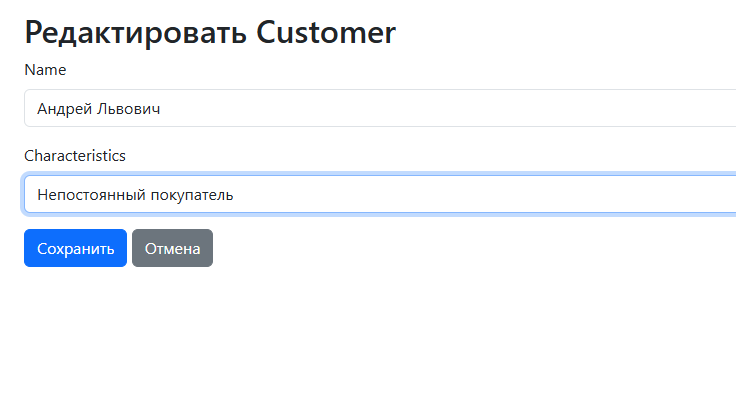 Редактировать Customer
Name
Андрей Львович
Characteristics
Непостоянный покупатель
Сохранить Отмена